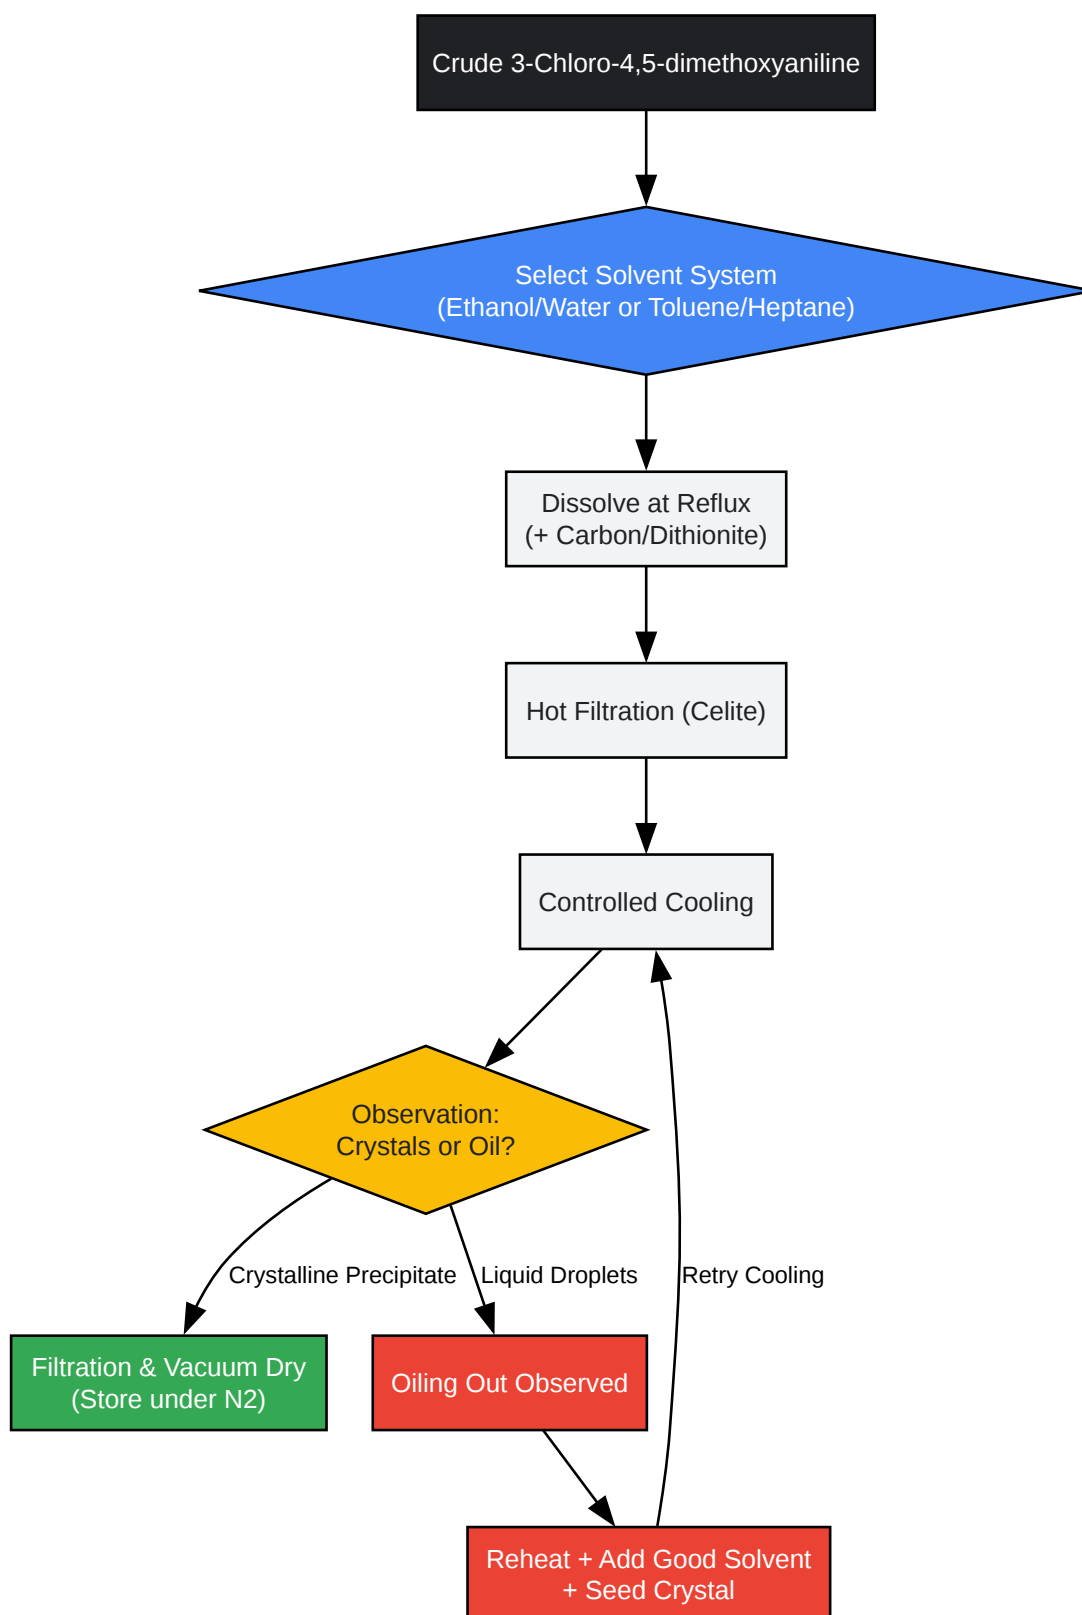 Crude 3-Chloro-4,5-dimethoxyaniline
Select Solvent System
(Ethanol/Water or Toluene/Heptane)
Dissolve at Reflux
(+ Carbon/Dithionite)
Hot Filtration (Celite)
Controlled Cooling
Observation:
Crystals or Oil?
Crystalline Precipitate
Liquid Droplets
Retry Cooling
Filtration & Vacuum Dry
(Store under N2)
Oiling Out Observed
Reheat + Add Good Solvent
+ Seed Crystal